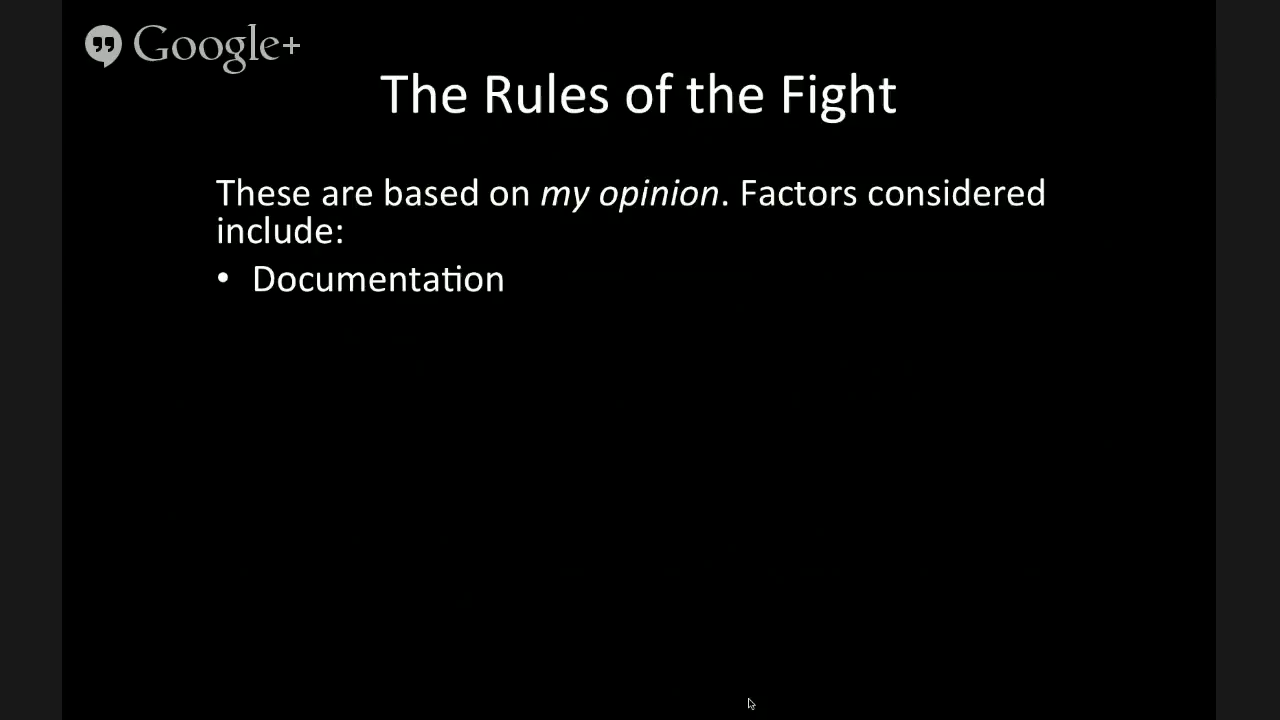 Google+
The Rules of the Fight
These are based on my opinion. Factors considered
include:
• Documentation